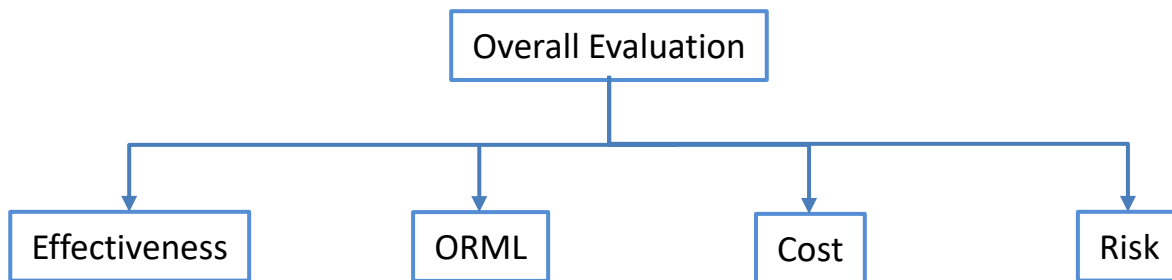 Overall Evaluation
Effectiveness
ORML
Cost
Risk